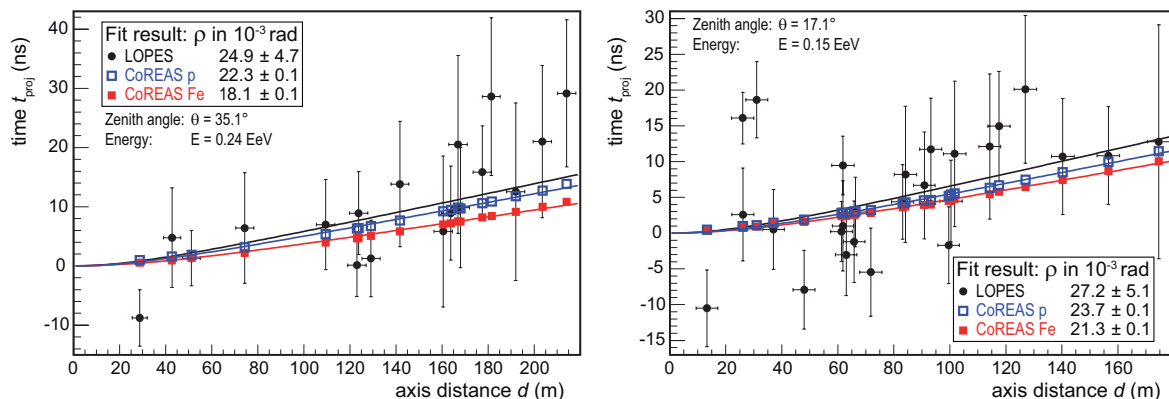 Fit result: ρ in 10⁻³ rad
LOPES 24.9 ± 4.7
CoREAS p 22.3 ± 0.1
CoREAS Fe 18.1 ± 0.1
Zenith angle: θ = 35.1°
Energy: E = 0.24 EeV
time t_proj (ns)
40
30
20
10
0
-10
0 20 40 60 80 100 120 140 160 180 200
axis distance d (m)
Zenith angle: θ = 17.1°
Energy: E = 0.15 EeV
time t_proj (ns)
30
25
20
15
10
5
0
-5
-10
-15
Fit result: ρ in 10⁻³ rad
LOPES 27.2 ± 5.1
CoREAS p 23.7 ± 0.1
CoREAS Fe 21.3 ± 0.1
0 20 40 60 80 100 120 140 160
axis distance d (m)